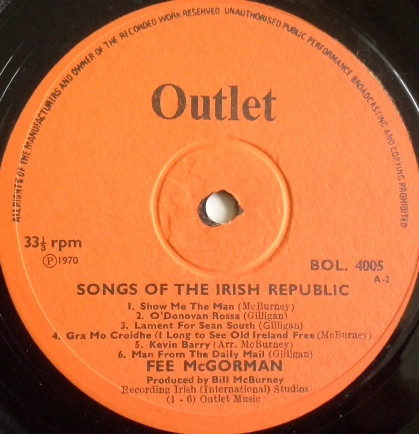 ALL RIGHTS OF THE MANUFACTURERS AND OWNER OF THE RECORDED WORK RESERVED UNAUTHORISED PUBLIC PERFORMANCE BROADCASTING AND COPYING PROHIBITED
Outlet
33⅓ rpm
Ⓟ 1970
BOL. 4005
A-2
SONGS OF THE IRISH REPUBLIC
1. Show Me The Man (McBurney)
2. O'Donovan Rossa (Gilligan)
3. Lament For Sean South (Gilligan)
4. Gra Mo Croidhe (I Long to See Old Ireland Free (McBurney)
5. Kevin Barry (Arr. McBurney)
6. Man From The Daily Mail (Gilligan)
FEE McGORMAN
Produced by Bill McBurney
Recording Irish (International) Studios
(1 - 6) Outlet Music